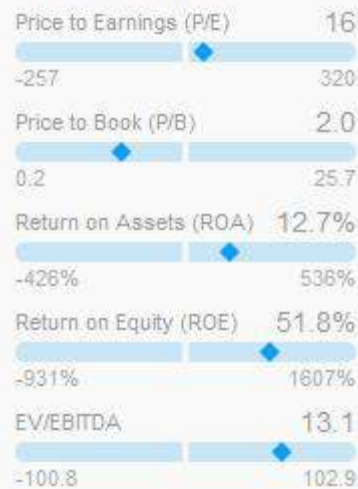 Price to Earnings (P/E) 16
-257 320
Price to Book (P/B) 2.0
0.2 25.7
Return on Assets (ROA) 12.7%
-426% 536%
Return on Equity (ROE) 51.8%
-931% 1607%
EV/EBITDA 13.1
-100.8 102.9